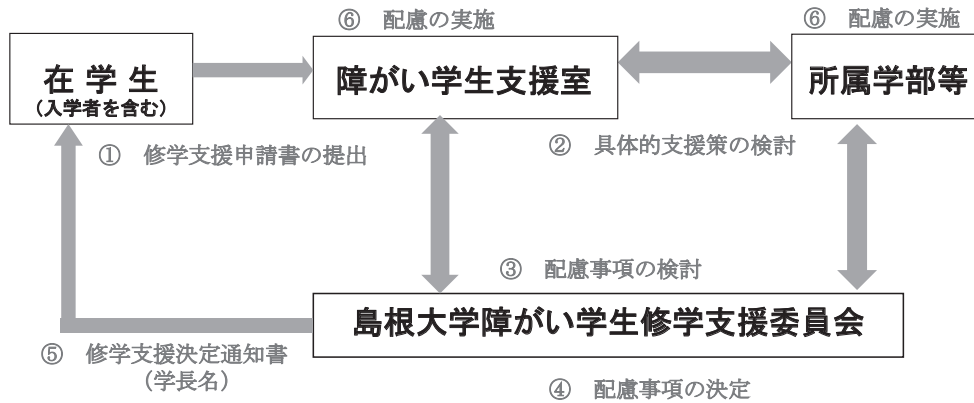 ⑥ 配慮の実施
⑥ 配慮の実施
在学生
(入学者を含む)
障がい学生支援室
所属学部等
① 修学支援申請書の提出
② 具体的支援策の検討
③ 配慮事項の検討
島根大学障がい学生修学支援委員会
⑤ 修学支援決定通知書
(学長名)
④ 配慮事項の決定